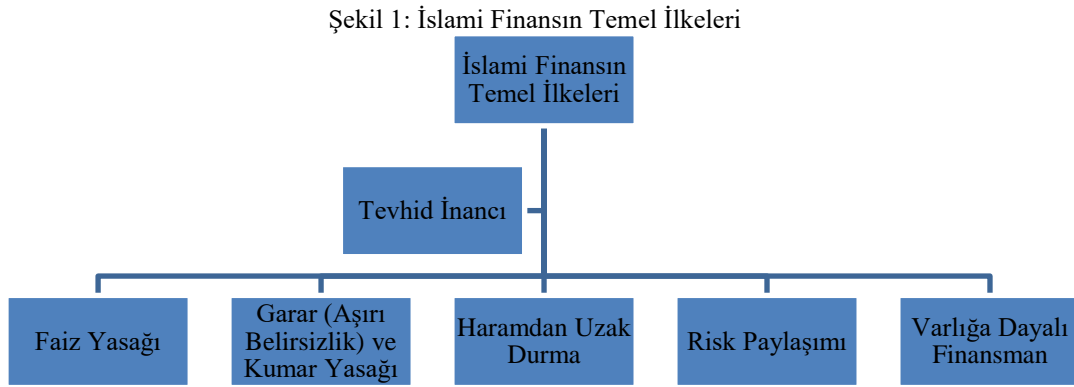 Şekil 1: İslami Finansın Temel İlkeleri
İslami Finansın
Temel İlkeleri
Tevhid İnancı
Faiz Yasağı
Garar (Aşırı
Belirsizlik) ve
Kumar Yasağı
Haramdan Uzak
Durma
Risk Paylaşımı
Varlığa Dayalı
Finansman